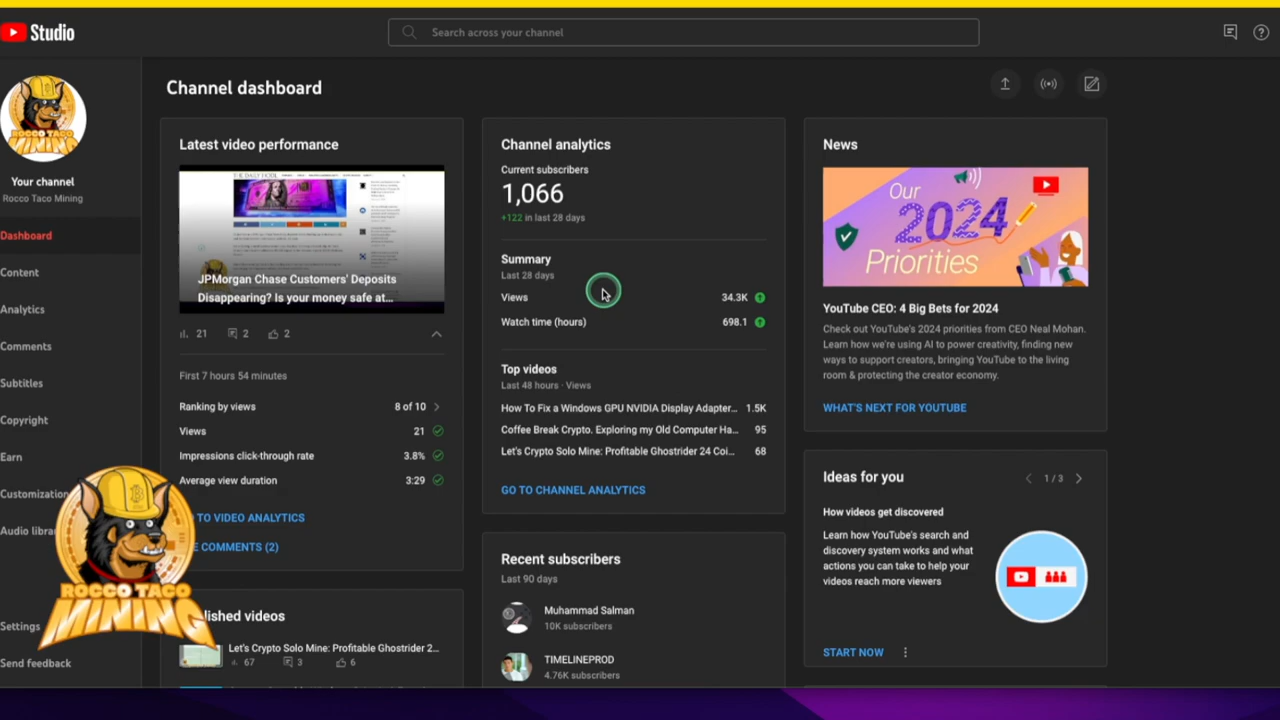 Studio
Search across your channel
ROCCO TACO
MINING
Your channel
Rocco Taco Mining
Dashboard
Content
Analytics
Comments
Subtitles
Copyright
Earn
Customization
Audio libra
Settings
Send feedback
ROCCO TACO
MINING
Channel dashboard
Latest video performance
JPMorgan Chase Customers' Deposits
Disappearing? Is your money safe at...
21 2 2
First 7 hours 54 minutes
Ranking by views 8 of 10
Views 21
Impressions click-through rate 3.8%
Average view duration 3:29
TO VIDEO ANALYTICS
COMMENTS (2)
lished videos
Let's Crypto Solo Mine: Profitable Ghostrider 2...
67 3 6
Channel analytics
Current subscribers
1,066
+122 in last 28 days
Summary
Last 28 days
Views 34.3K
Watch time (hours) 698.1
Top videos
Last 48 hours · Views
How To Fix a Windows GPU NVIDIA Display Adapter... 1.5K
Coffee Break Crypto. Exploring my Old Computer Ha... 95
Let's Crypto Solo Mine: Profitable Ghostrider 24 Coi... 68
GO TO CHANNEL ANALYTICS
Recent subscribers
Last 90 days
Muhammad Salman
10K subscribers
TIMELINEPROD
4.76K subscribers
News
Our
2024
Priorities
YouTube CEO: 4 Big Bets for 2024
Check out YouTube's 2024 priorities from CEO Neal Mohan.
Learn how we're using AI to power creativity, finding new
ways to support creators, bringing YouTube to the living
room & protecting the creator economy.
WHAT'S NEXT FOR YOUTUBE
Ideas for you
1 / 3
How videos get discovered
Learn how YouTube's search and
discovery system works and what
actions you can take to help your
videos reach more viewers
START NOW